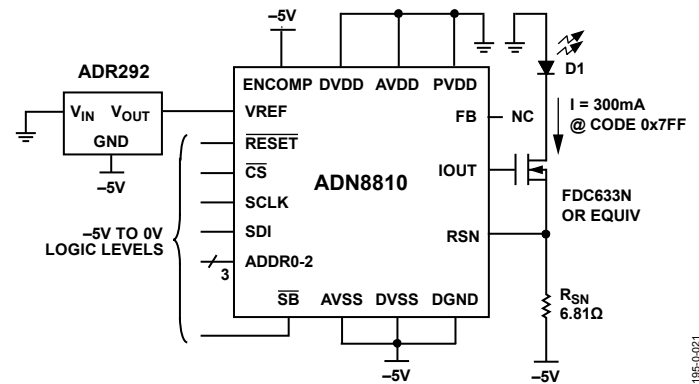 –5V
ADR292
VIN VOUT
GND
–5V
ENCOMP DVDD AVDD PVDD
VREF
RESET
CS
SCLK
SDI
ADDR0-2
3
SB AVSS DVSS DGND
ADN8810
FB
NC
IOUT
RSN
D1
I = 300mA
@ CODE 0x7FF
FDC633N
OR EQUIV
RSN
6.81Ω
–5V
–5V
–5V TO 0V
LOGIC LEVELS